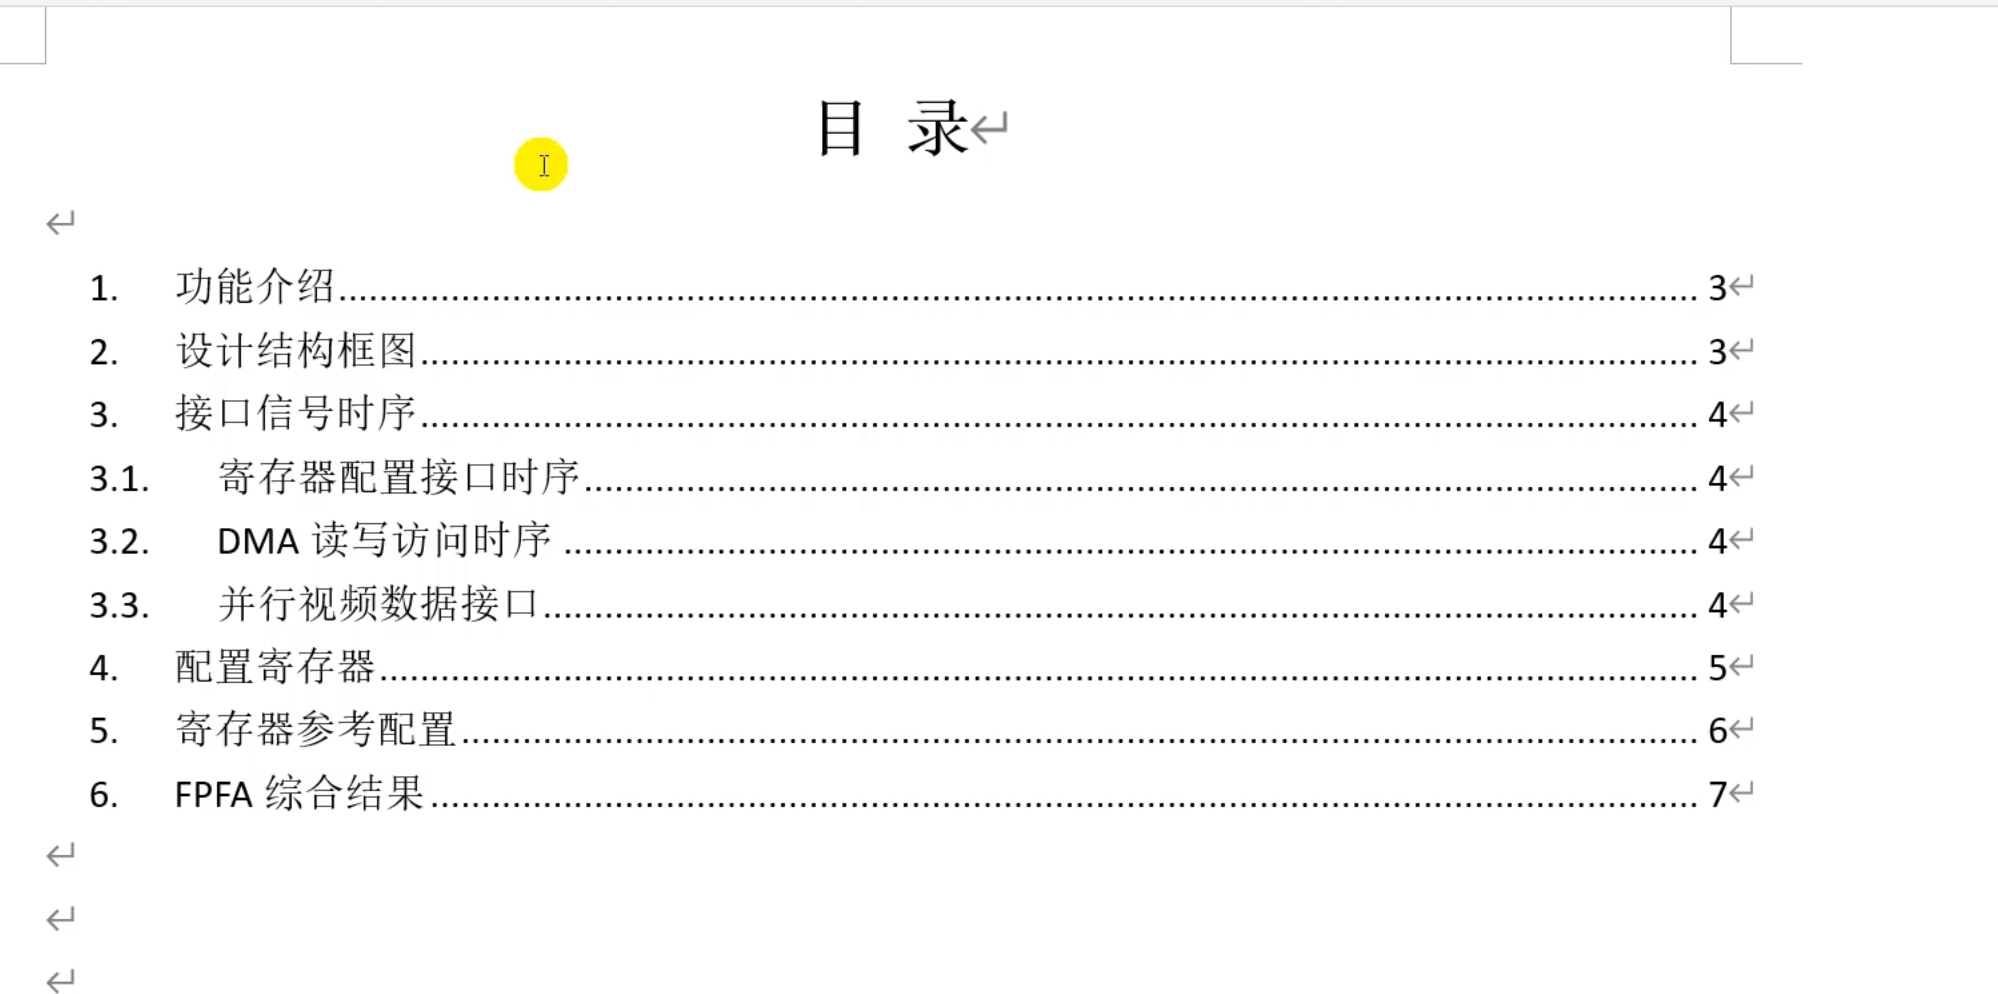 目 录
1. 功能介绍 3
2. 设计结构框图 3
3. 接口信号时序 4
3.1. 寄存器配置接口时序 4
3.2. DMA 读写访问时序 4
3.3. 并行视频数据接口 4
4. 配置寄存器 5
5. 寄存器参考配置 6
6. FPFA 综合结果 7